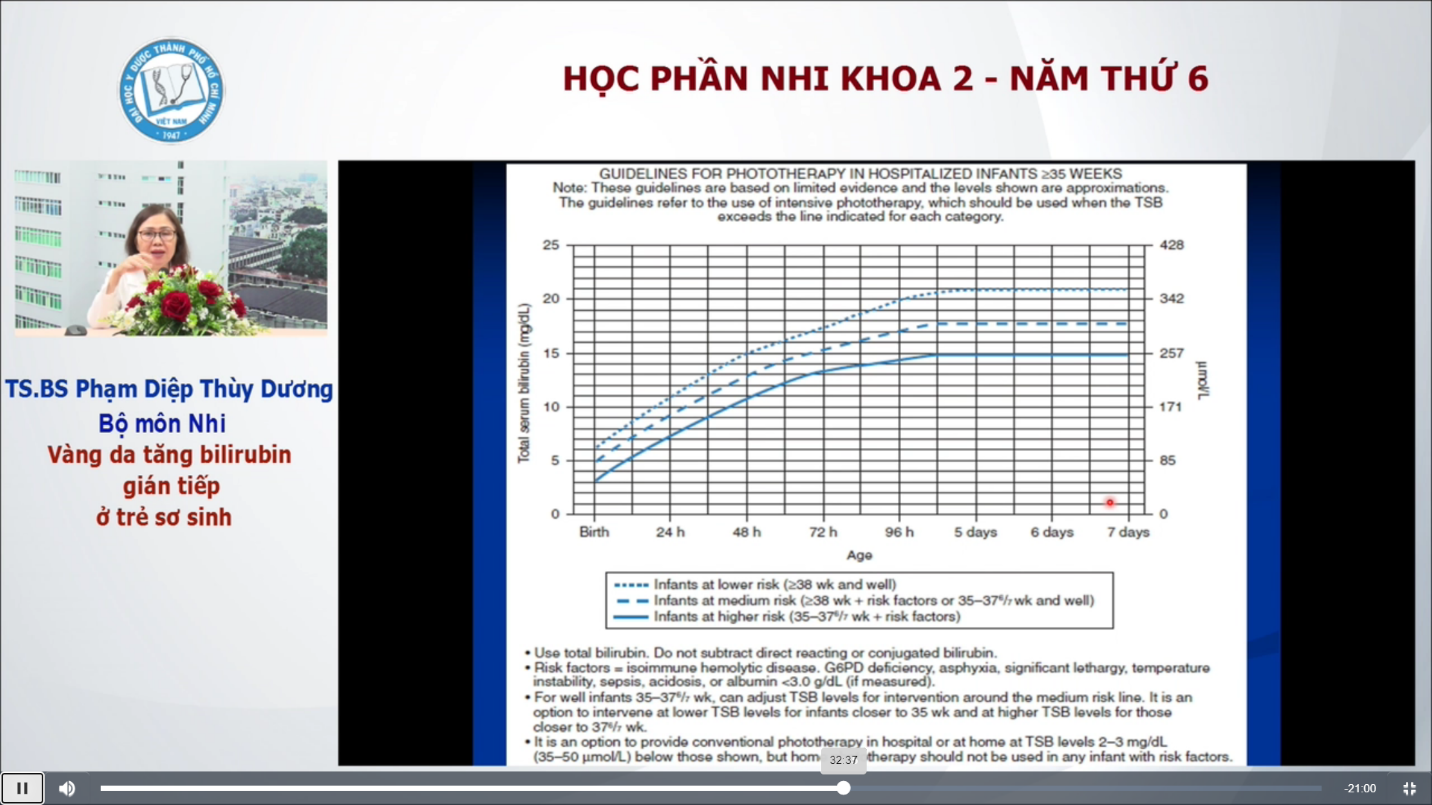 ĐẠI HỌC Y DƯỢC THÀNH PHỐ HỒ CHÍ MINH
VIỆT NAM
1947
HỌC PHẦN NHI KHOA 2 - NĂM THỨ 6
TS.BS Phạm Diệp Thùy Dương
Bộ môn Nhi
Vàng da tăng bilirubin
gián tiếp
ở trẻ sơ sinh
GUIDELINES FOR PHOTOTHERAPY IN HOSPITALIZED INFANTS ≥35 WEEKS
Note: These guidelines are based on limited evidence and the levels shown are approximations.
The guidelines refer to the use of intensive phototherapy, which should be used when the TSB
exceeds the line indicated for each category.
Total serum bilirubin (mg/dL)
25
20
15
10
5
0
428
342
257
171
85
0
µmol/L
Birth 24 h 48 h 72 h 96 h 5 days 6 days 7 days
Age
Infants at lower risk (≥38 wk and well)
Infants at medium risk (≥38 wk + risk factors or 35–37⁶/₇ wk and well)
Infants at higher risk (35–37⁶/₇ wk + risk factors)
• Use total bilirubin. Do not subtract direct reacting or conjugated bilirubin.
• Risk factors = isoimmune hemolytic disease. G6PD deficiency, asphyxia, significant lethargy, temperature
instability, sepsis, acidosis, or albumin <3.0 g/dL (if measured).
• For well infants 35–37⁶/₇ wk, can adjust TSB levels for intervention around the medium risk line. It is an
option to intervene at lower TSB levels for infants closer to 35 wk and at higher TSB levels for those
closer to 37⁶/₇ wk.
• It is an option to provide conventional phototherapy in hospital or at home at TSB levels 2–3 mg/dL
(35–50 µmol/L) below those shown, but home phototherapy should not be used in any infant with risk factors.
32:37
-21:00